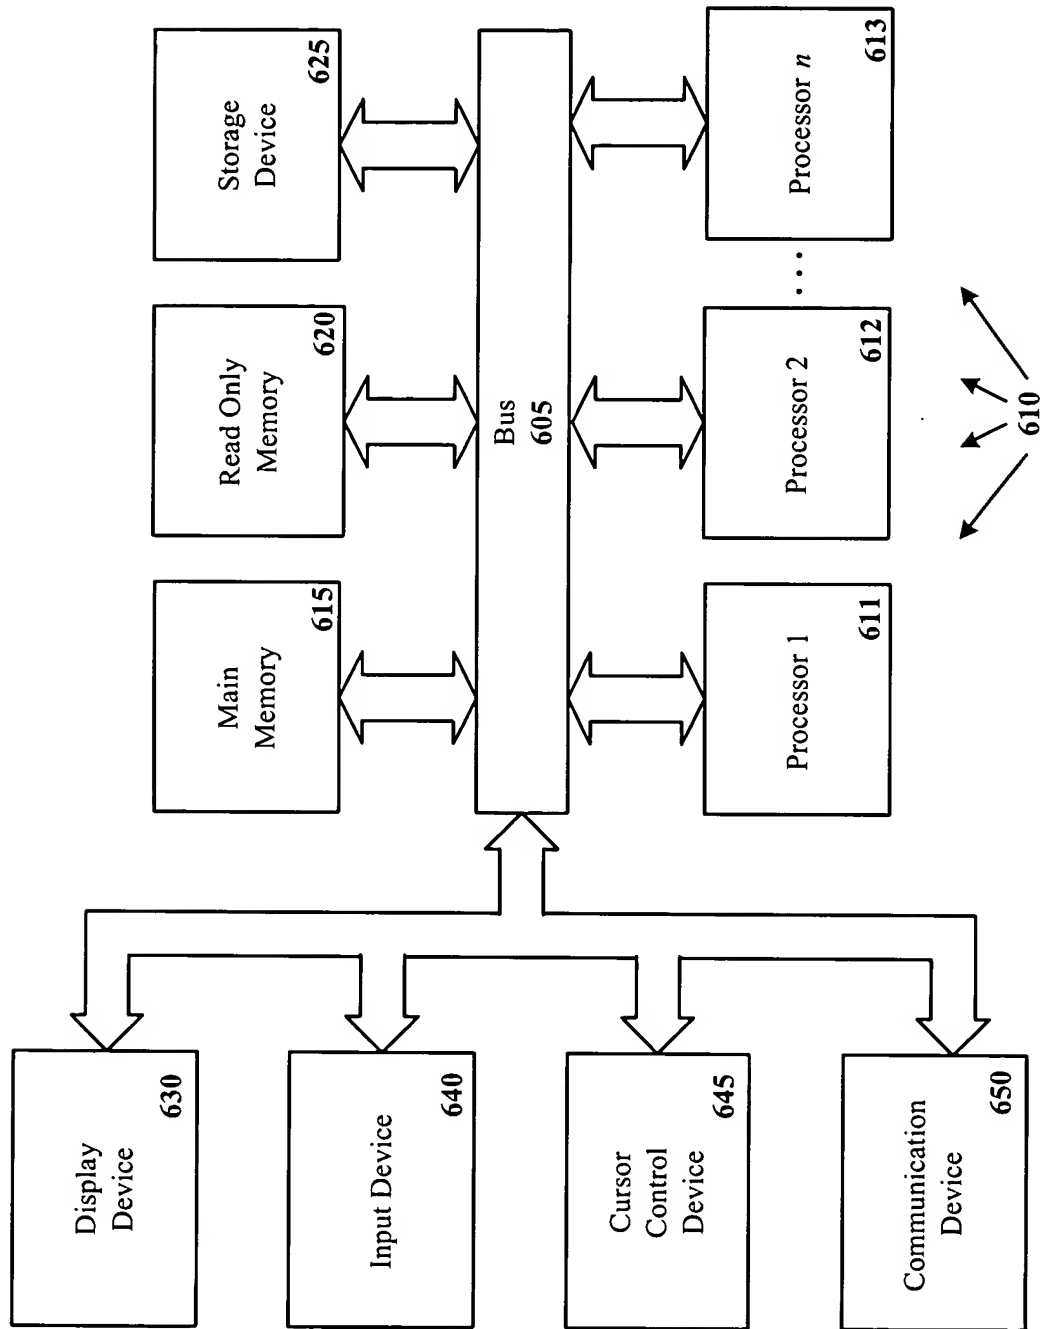 Display
Device
630
Input Device
640
Cursor
Control
Device
645
Communication
Device
650
Main
Memory
615
Read Only
Memory
620
Storage
Device
625
Bus
605
Processor 1
611
Processor 2
612
. . .
Processor n
613
610